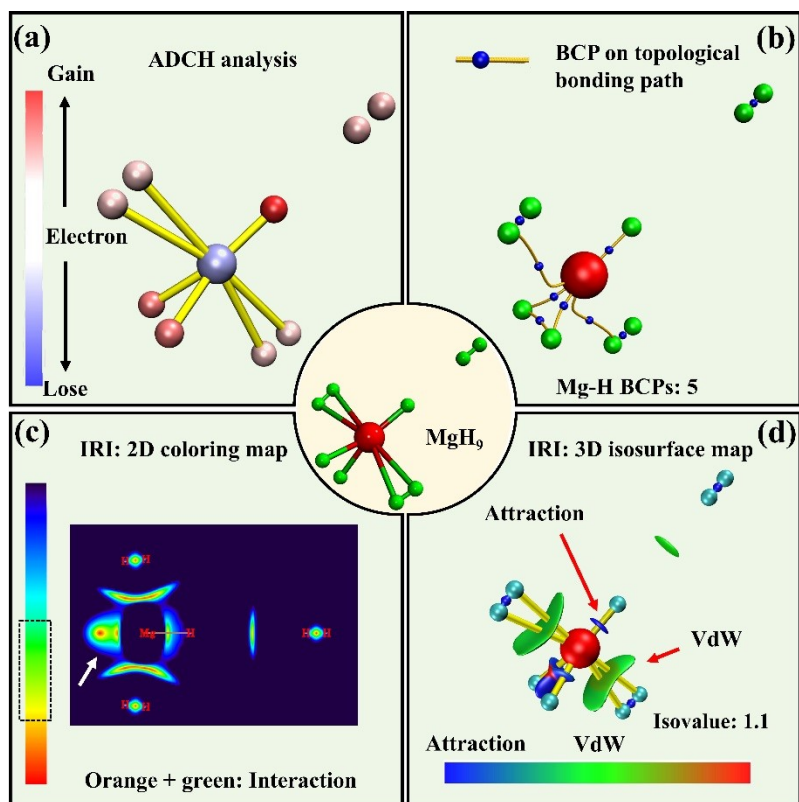 (a)
ADCH analysis
Gain
Electron
Lose
(b)
BCP on topological
bonding path
Mg-H BCPs: 5
MgH₉
(c)
IRI: 2D coloring map
H H
Mg H H H
H H
Orange + green: Interaction
(d)
IRI: 3D isosurface map
Attraction
VdW
Isovalue: 1.1
Attraction VdW